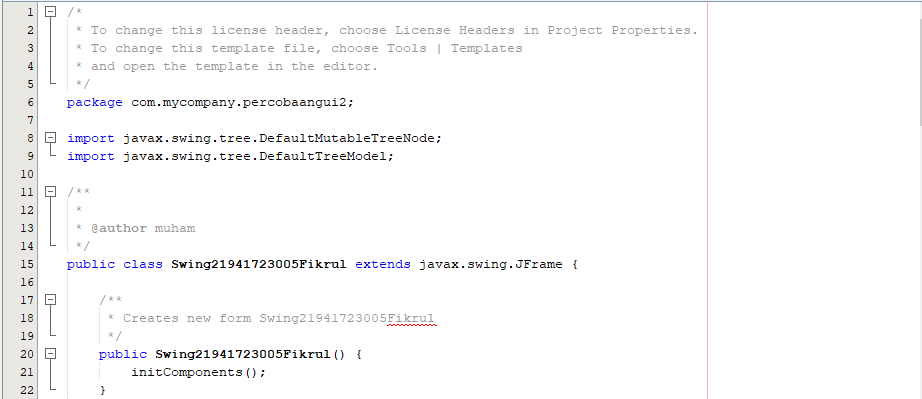 1 /*
2 * To change this license header, choose License Headers in Project Properties.
3 * To change this template file, choose Tools | Templates
4 * and open the template in the editor.
5 */
6 package com.mycompany.percobaangui2;
7
8 import javax.swing.tree.DefaultMutableTreeNode;
9 import javax.swing.tree.DefaultTreeModel;
10
11 /**
12 *
13 * @author muham
14 */
15 public class Swing21941723005Fikrul extends javax.swing.JFrame {
16
17 /**
18 * Creates new form Swing21941723005Fikrul
19 */
20 public Swing21941723005Fikrul() {
21 initComponents();
22 }